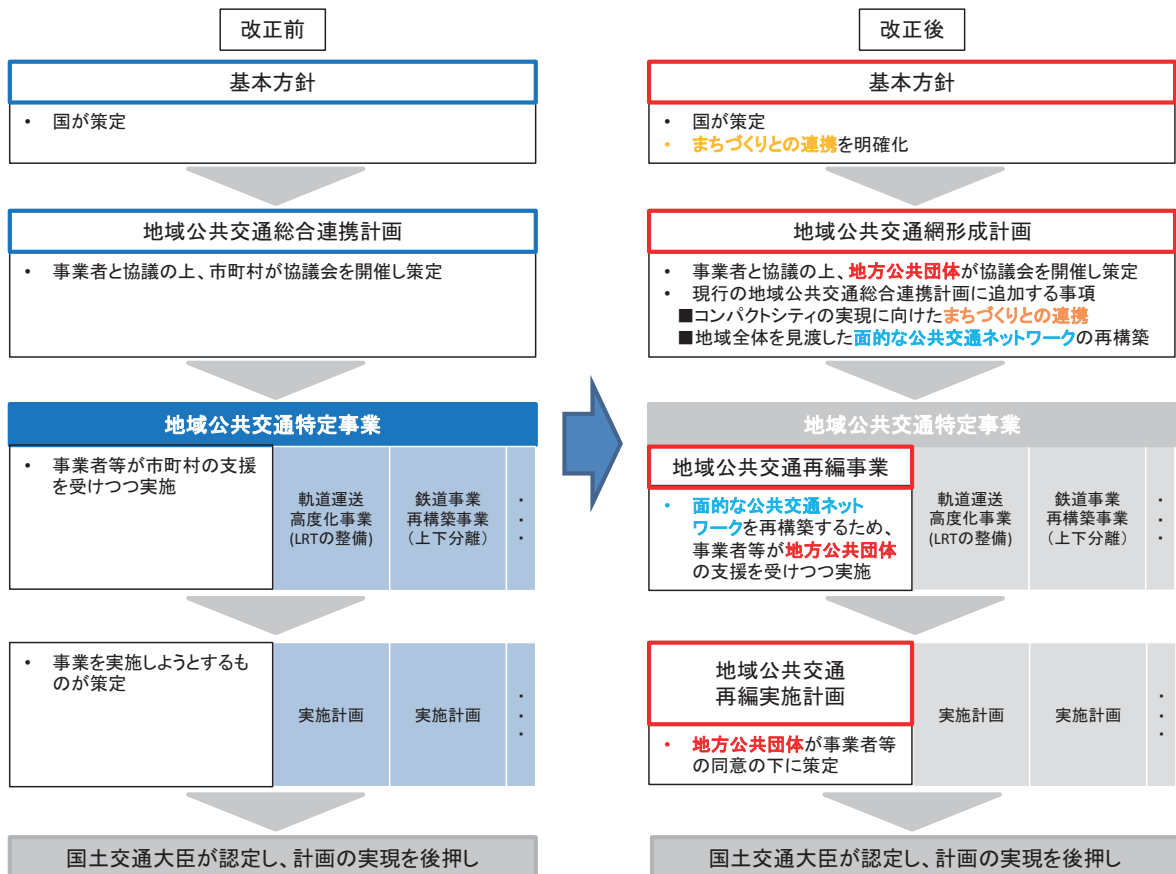 改正前
基本方針
• 国が策定
地域公共交通総合連携計画
• 事業者と協議の上、市町村が協議会を開催し策定
地域公共交通特定事業
• 事業者等が市町村の支援
を受けつつ実施
軌道運送
高度化事業
(LRTの整備)
鉄道事業
再構築事業
（上下分離）
・
・
・
• 事業を実施しようとするも
のが策定
実施計画
実施計画
・
・
・
国土交通大臣が認定し、計画の実現を後押し
改正後
基本方針
• 国が策定
• まちづくりとの連携を明確化
地域公共交通網形成計画
• 事業者と協議の上、地方公共団体が協議会を開催し策定
• 現行の地域公共交通総合連携計画に追加する事項
■コンパクトシティの実現に向けたまちづくりとの連携
■地域全体を見渡した面的な公共交通ネットワークの再構築
地域公共交通特定事業
地域公共交通再編事業
• 面的な公共交通ネット
ワークを再構築するため、
事業者等が地方公共団体
の支援を受けつつ実施
軌道運送
高度化事業
(LRTの整備)
鉄道事業
再構築事業
（上下分離）
・
・
・
地域公共交通
再編実施計画
• 地方公共団体が事業者等
の同意の下に策定
実施計画
実施計画
・
・
・
国土交通大臣が認定し、計画の実現を後押し